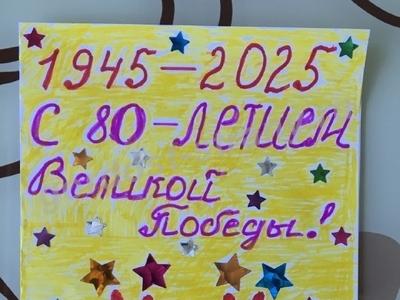 1945-2025
С 80-ЛЕТИЕМ
Великой
Победы!